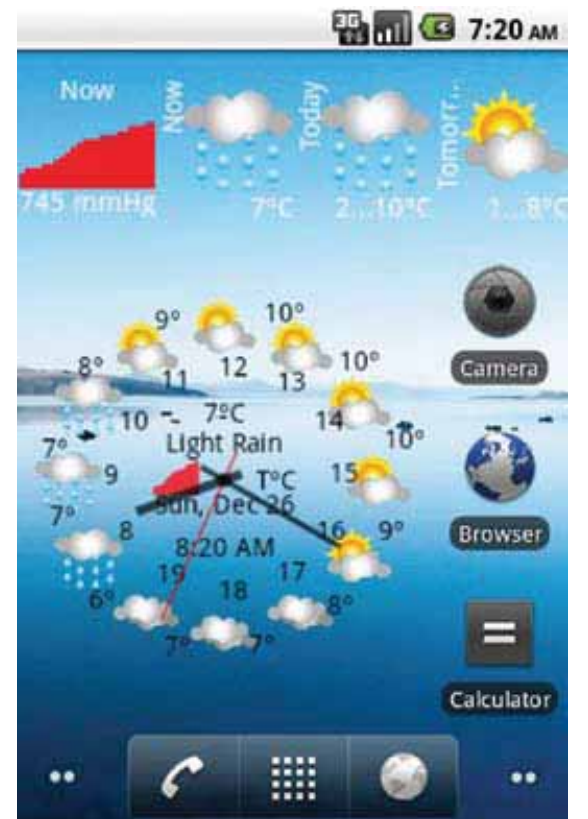 3G 7:20 AM
Now
745 mmHg
Now
7°C
Today
2...10°C
Tomorr...
1...8°C
9° 10°
8° 11 12 13 10°
10 14
7°C
10°
7° Light Rain
9 T°C 15
Sun, Dec 26
7° 8 16 9°
8:20 AM
19 18 17
6° 8°
7° 7°
Camera
Browser
=
Calculator